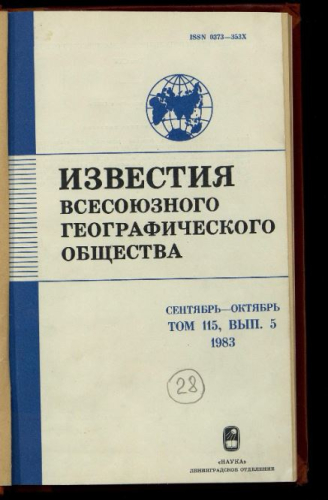 ISSN 0373—353X
ИЗВЕСТИЯ
ВСЕСОЮЗНОГО
ГЕОГРАФИЧЕСКОГО
ОБЩЕСТВА
СЕНТЯБРЬ—ОКТЯБРЬ
ТОМ 115, ВЫП. 5
1983
28
«НАУКА»
ЛЕНИНГРАДСКОЕ ОТДЕЛЕНИЕ